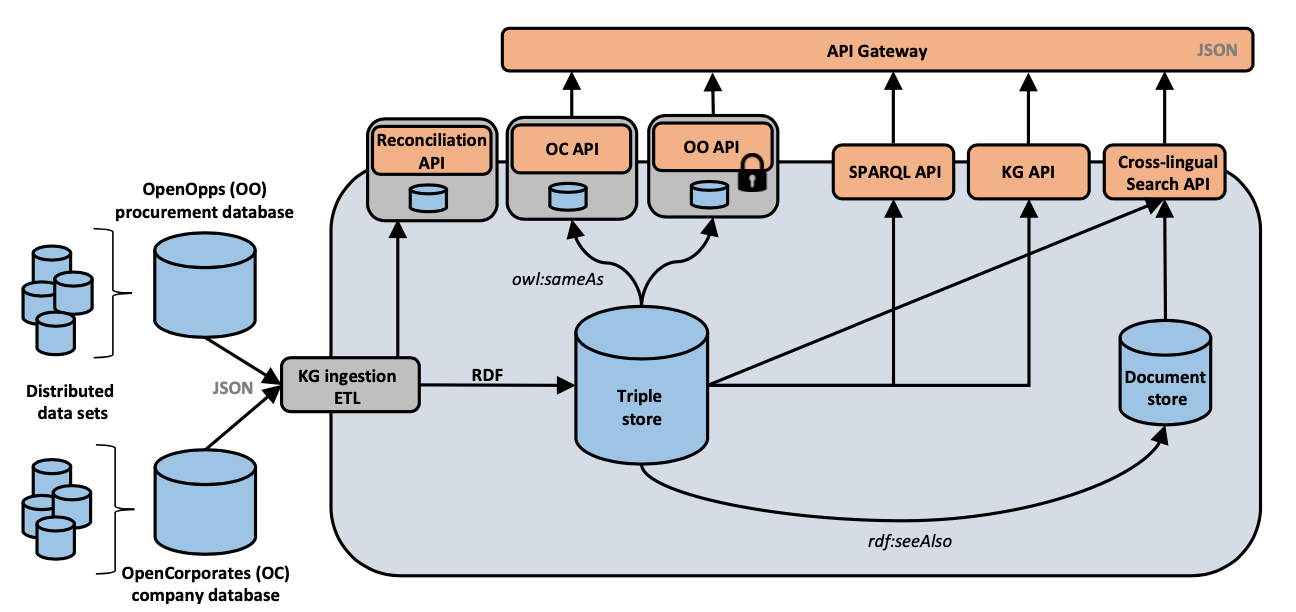 API Gateway
JSON
Reconciliation
API
OC API
OO API
SPARQL API
KG API
Cross-lingual
Search API
OpenOpps (OO)
procurement database
owl:sameAs
Distributed
data sets
JSON
KG ingestion
ETL
RDF
Triple
store
Document
store
rdf:seeAlso
OpenCorporates (OC)
company database